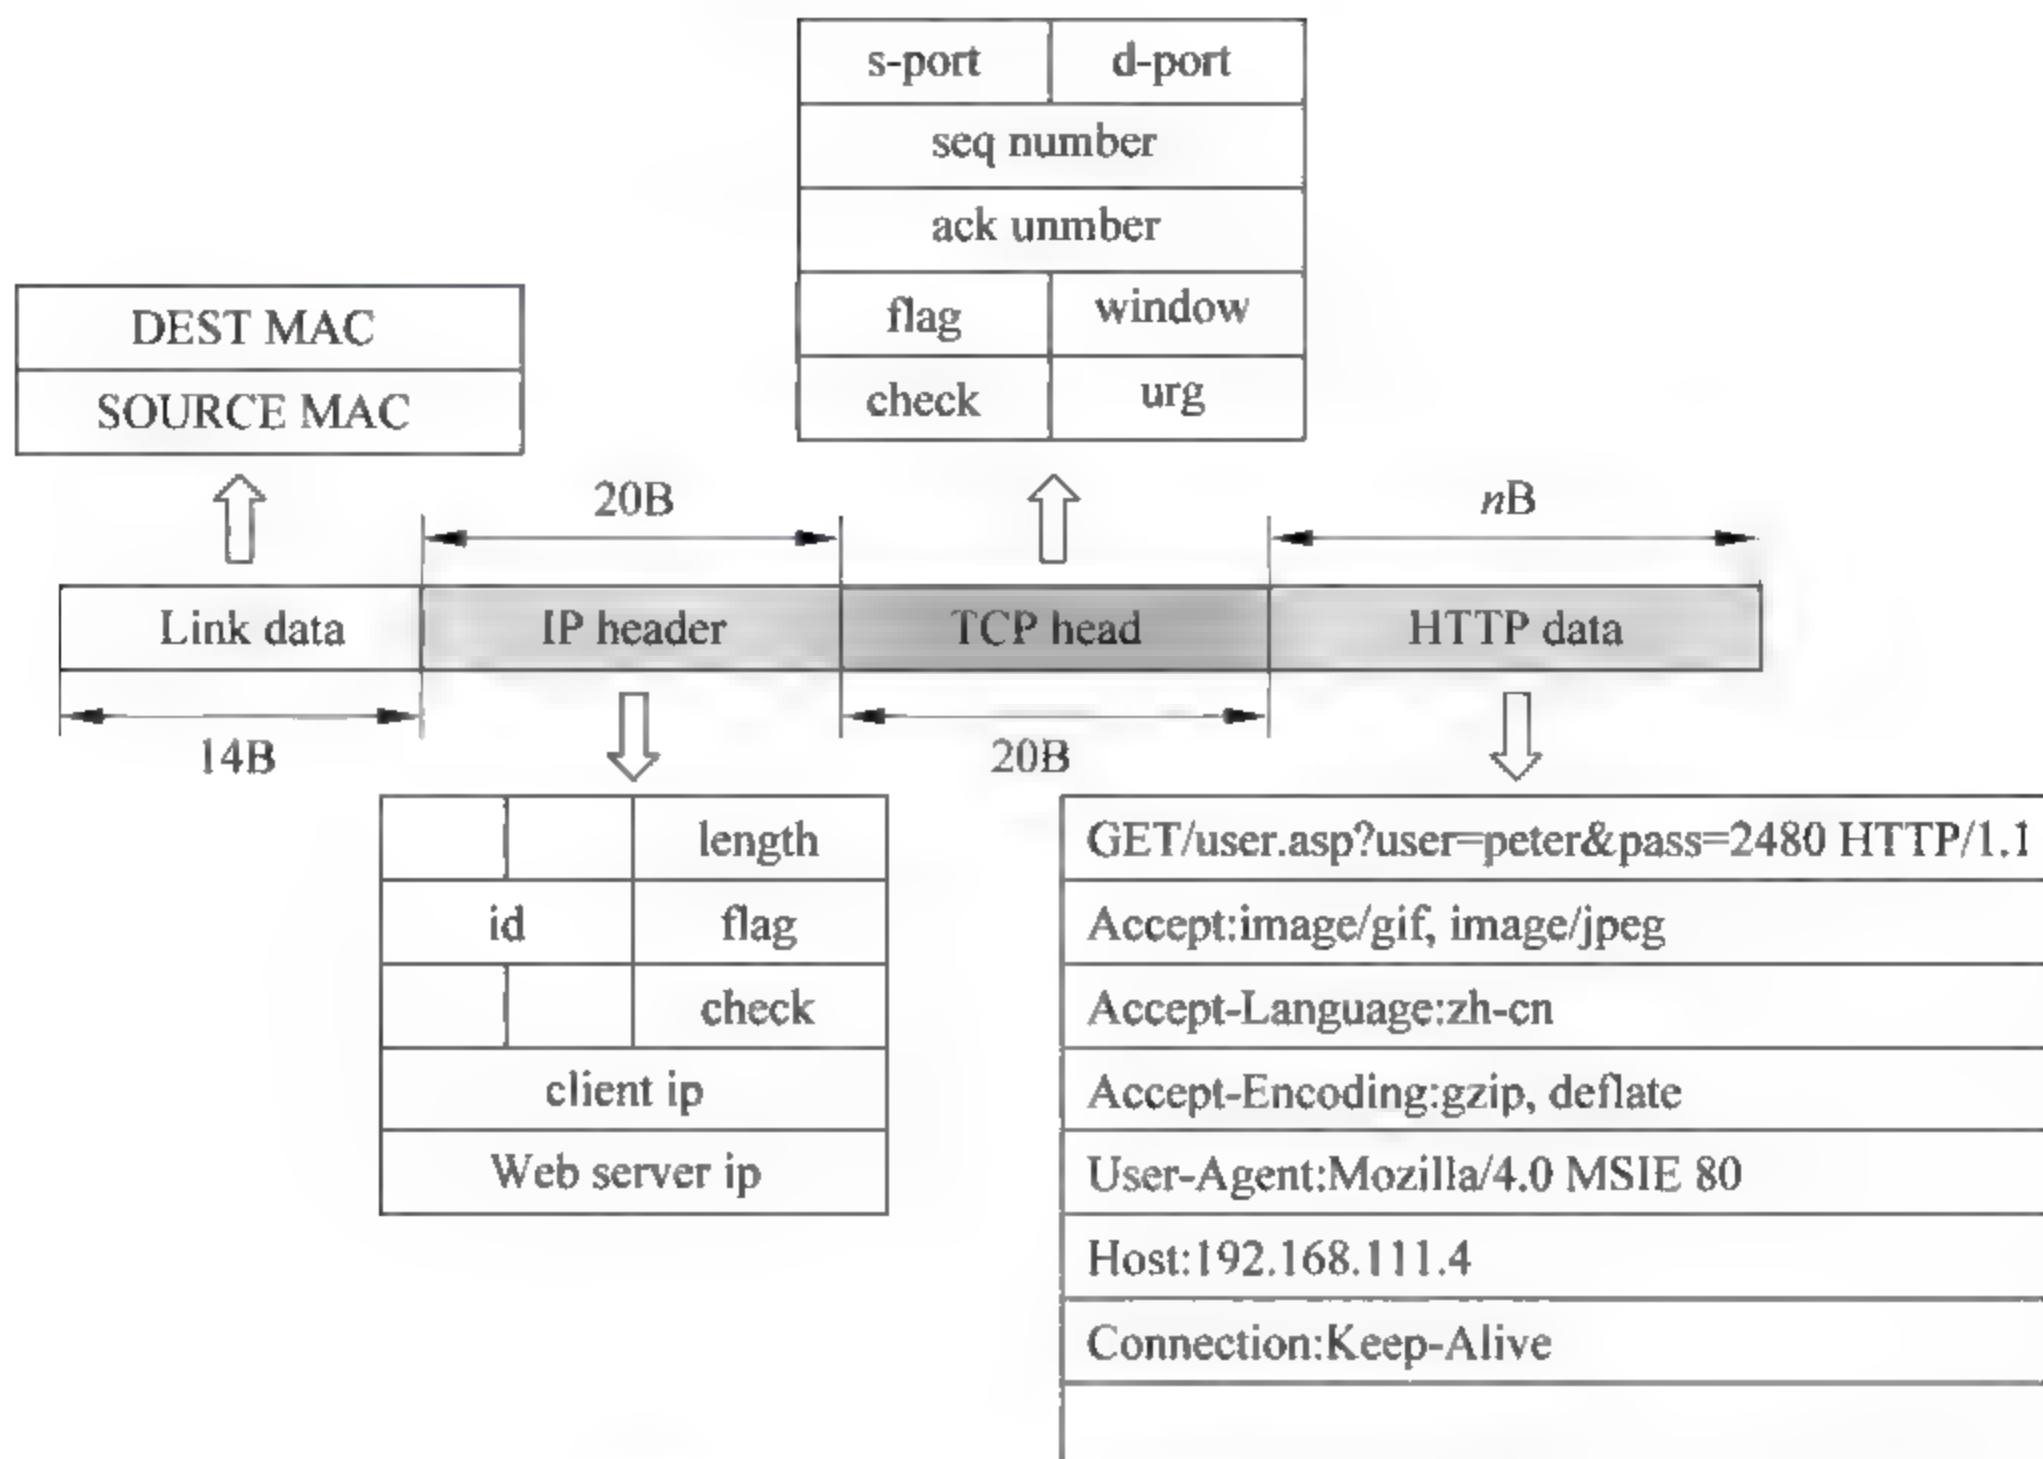 s-port d-port
seq number
ack unmber
flag window
check urg
DEST MAC
SOURCE MAC
20B
nB
Link data IP header TCP head HTTP data
14B
20B
length
id flag
check
client ip
Web server ip
GET/user.asp?user=peter&pass=2480 HTTP/1.1
Accept:image/gif, image/jpeg
Accept-Language:zh-cn
Accept-Encoding:gzip, deflate
User-Agent:Mozilla/4.0 MSIE 80
Host:192.168.111.4
Connection:Keep-Alive